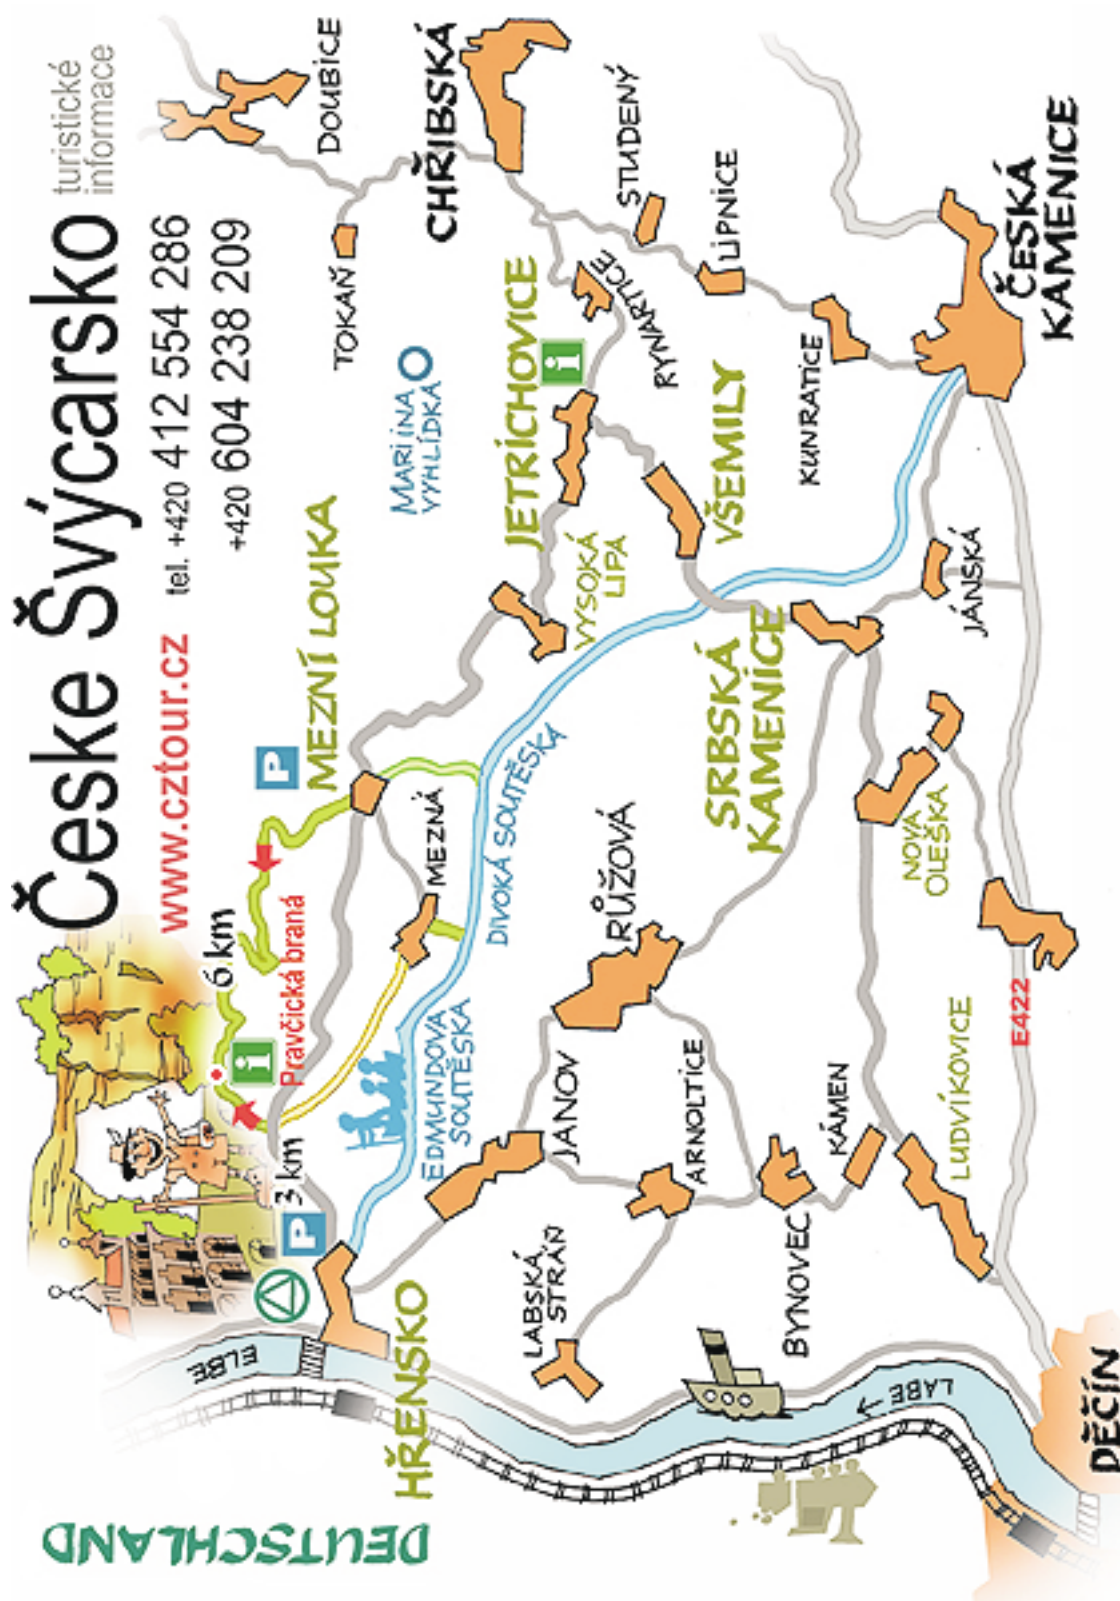 České Švýcarsko
turistické
informace
www.cztour.cz
tel. +420 412 554 286
+420 604 238 209
DEUTSCHLAND
HŘENSKO
ELBE
P
3 km
6 km
i
Pravčická braná
P
MEZNÍ LOUKA
MEZNÁ
EDMUNDOVA
SOUTĚSKA
DIVOKÁ SOUTĚSKA
TOKAŇ
DOUBICE
MARIINA
VYHLÍDKA
CHŘIBSKÁ
JETŘICHOVICE
i
VYSOKÁ
LÍPA
RYNARTICE
STUDENÝ
LÍPNICE
VŠEMILY
KUNRATICE
ČESKÁ
KAMENICE
SRBSKÁ
KAMENICE
JÁNSKÁ
JANOV
RŮŽOVÁ
LABSKÁ
STRÁŇ
ARNOLTICE
BYNOVEC
KÁMEN
NOVÁ
OLEŠKA
LUDVÍKOVICE
E422
LABE
DĚČÍN